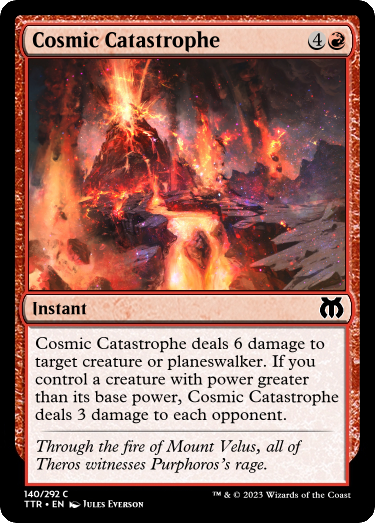 Cosmic Catastrophe 4
Instant
Cosmic Catastrophe deals 6 damage to
target creature or planeswalker. If you
control a creature with power greater
than its base power, Cosmic Catastrophe
deals 3 damage to each opponent.
Through the fire of Mount Velus, all of
Theros witnesses Purphoros's rage.
140/292 C
TTR • EN Jules Everson ™ & © 2023 Wizards of the Coast